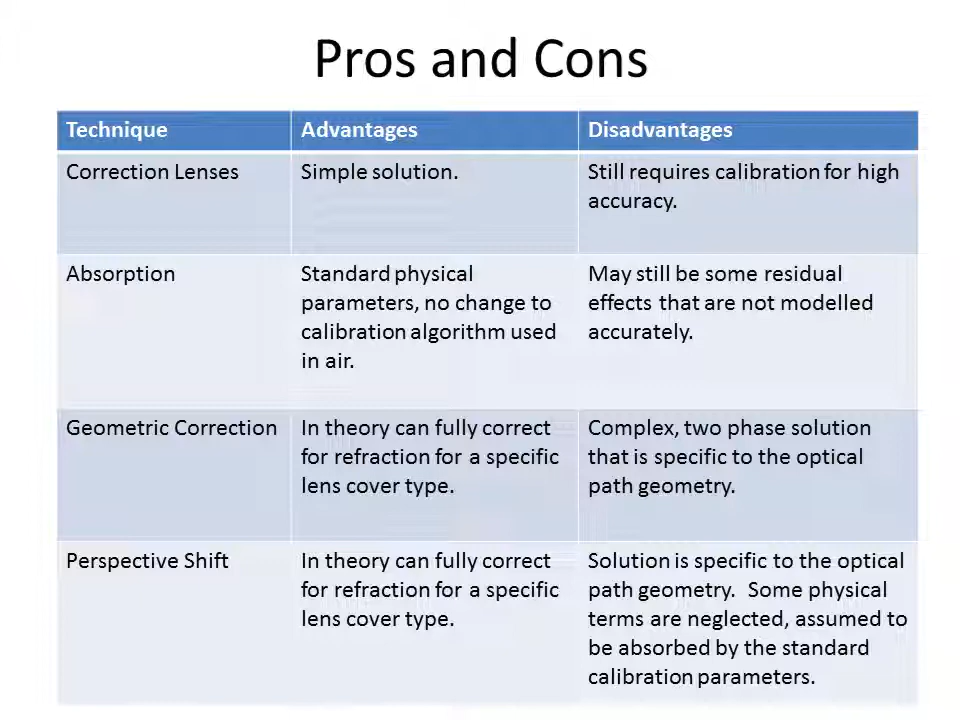 Pros and Cons
Technique Advantages Disadvantages
Correction Lenses
Simple solution.
Still requires calibration for high
accuracy.
Absorption
Standard physical
parameters, no change to
calibration algorithm used
in air.
May still be some residual
effects that are not modelled
accurately.
Geometric Correction
In theory can fully correct
for refraction for a specific
lens cover type.
Complex, two phase solution
that is specific to the optical
path geometry.
Perspective Shift
In theory can fully correct
for refraction for a specific
lens cover type.
Solution is specific to the optical
path geometry.  Some physical
terms are neglected, assumed to
be absorbed by the standard
calibration parameters.